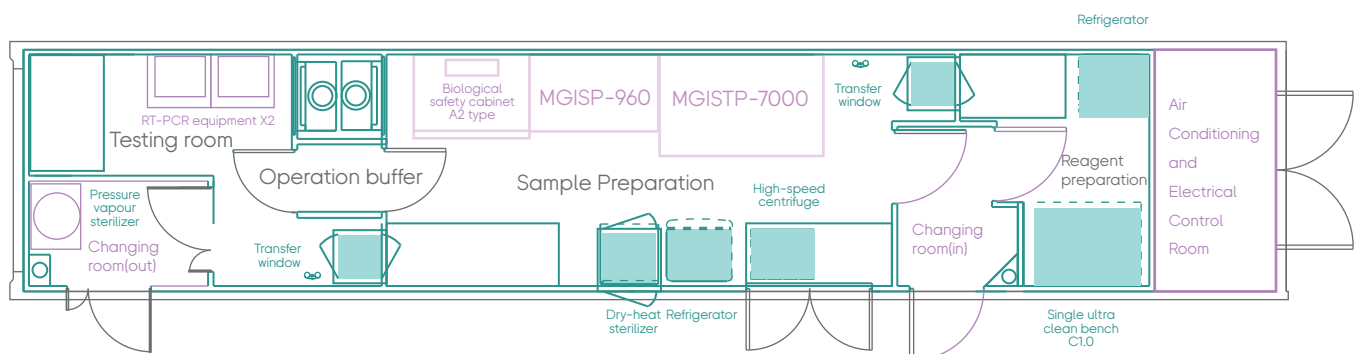 Refrigerator
Biological
safety cabinet
A2 type
MGISP-960
MGISTP-7000
Transfer
window
RT-PCR equipment X2
Testing room
Air
Conditioning
and
Electrical
Control
Room
Operation buffer
Sample Preparation
Reagent
preparation
Pressure
vapour
sterilizer
High-speed
centrifuge
Changing
room(out)
Transfer
window
Changing
room(in)
Dry-heat
sterilizer
Refrigerator
Single ultra
clean bench
C1.0